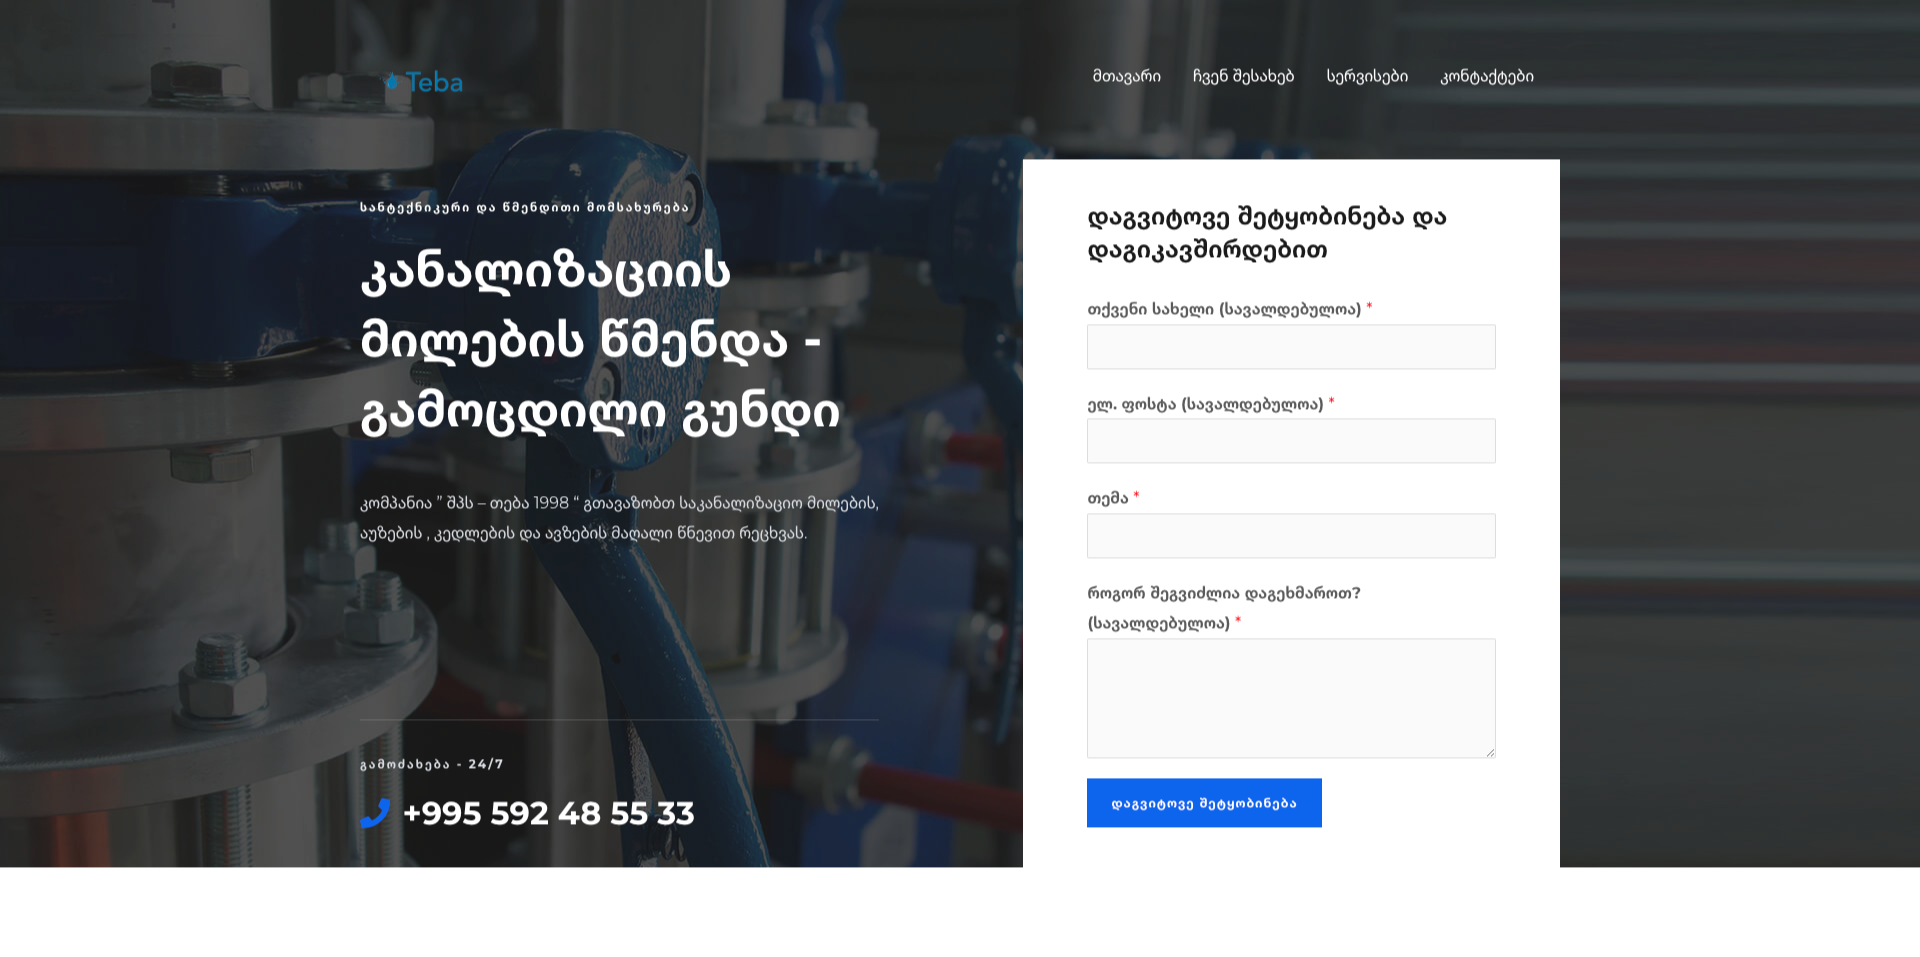 Teba
მთავარი
ჩვენ შესახებ
სერვისები
კონტაქტები
სანტექნიკური და წმენდითი მომსახურება
კანალიზაციის
მილების წმენდა -
გამოცდილი გუნდი
კომპანია ” შპს – თება 1998 “ გთავაზობთ საკანალიზაციო მილების,
აუზების , კედლების და ავზების მაღალი წნევით რეცხვას.
გამოძახება - 24/7
+995 592 48 55 33
დაგვიტოვე შეტყობინება და
დაგიკავშირდებით
თქვენი სახელი (სავალდებულოა) *
ელ. ფოსტა (სავალდებულოა) *
თემა *
როგორ შეგვიძლია დაგეხმაროთ?
(სავალდებულოა) *
დაგვიტოვე შეტყობინება